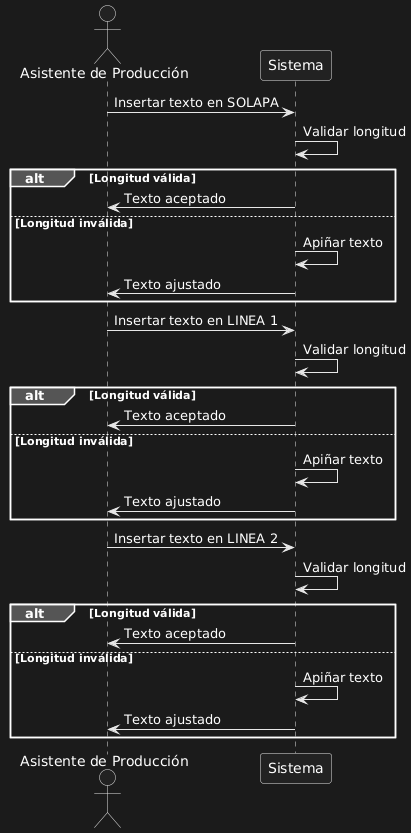 Asistente de Producción
Sistema
Insertar texto en SOLAPA
Validar longitud
alt [Longitud válida]
Texto aceptado
[Longitud inválida]
Apiñar texto
Texto ajustado
Insertar texto en LINEA 1
Validar longitud
alt [Longitud válida]
Texto aceptado
[Longitud inválida]
Apiñar texto
Texto ajustado
Insertar texto en LINEA 2
Validar longitud
alt [Longitud válida]
Texto aceptado
[Longitud inválida]
Apiñar texto
Texto ajustado
Asistente de Producción
Sistema